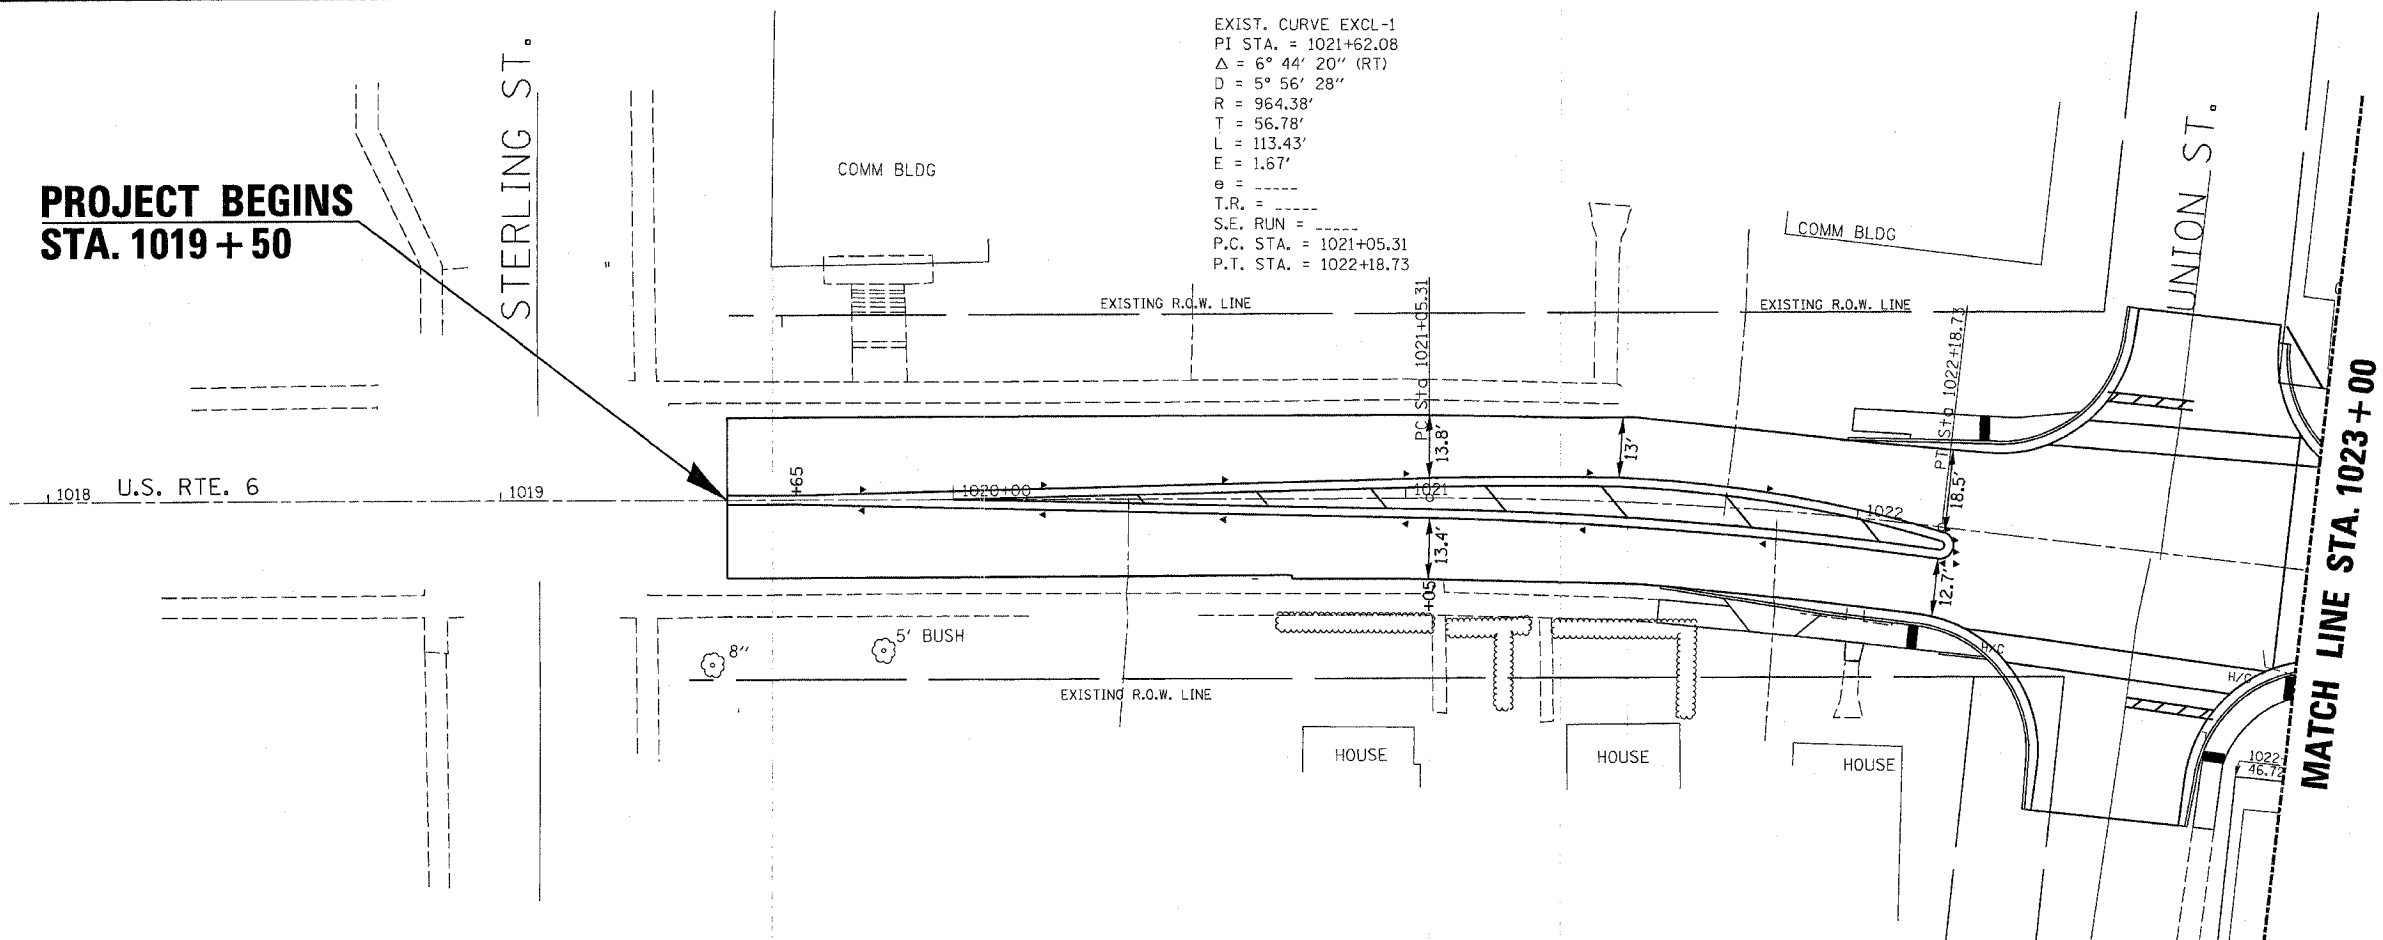 EXIST. CURVE EXCL-1
PI STA. = 1021+62.08
Δ = 6° 44' 20" (RT)
D = 5° 56' 28"
R = 964.38'
T = 56.78'
L = 113.43'
E = 1.67'
e = -----
T.R. = -----
S.E. RUN = -----
P.C. STA. = 1021+05.31
P.T. STA. = 1022+18.73
PROJECT BEGINS
STA. 1019+50
STERLING ST.
COMM BLDG
COMM BLDG
UNION ST.
EXISTING R.O.W. LINE
EXISTING R.O.W. LINE
PC Sta 1021+05.31
PT Sta 1022+18.73
13.8'
13'
18.5'
U.S. RTE. 6
1018
1019
+65
1020+00
1021
1022
13.4'
+05
12.7'
8"
5' BUSH
EXISTING R.O.W. LINE
H/C
H/C
HOUSE
HOUSE
HOUSE
1022
46.72
MATCH LINE STA. 1023+00